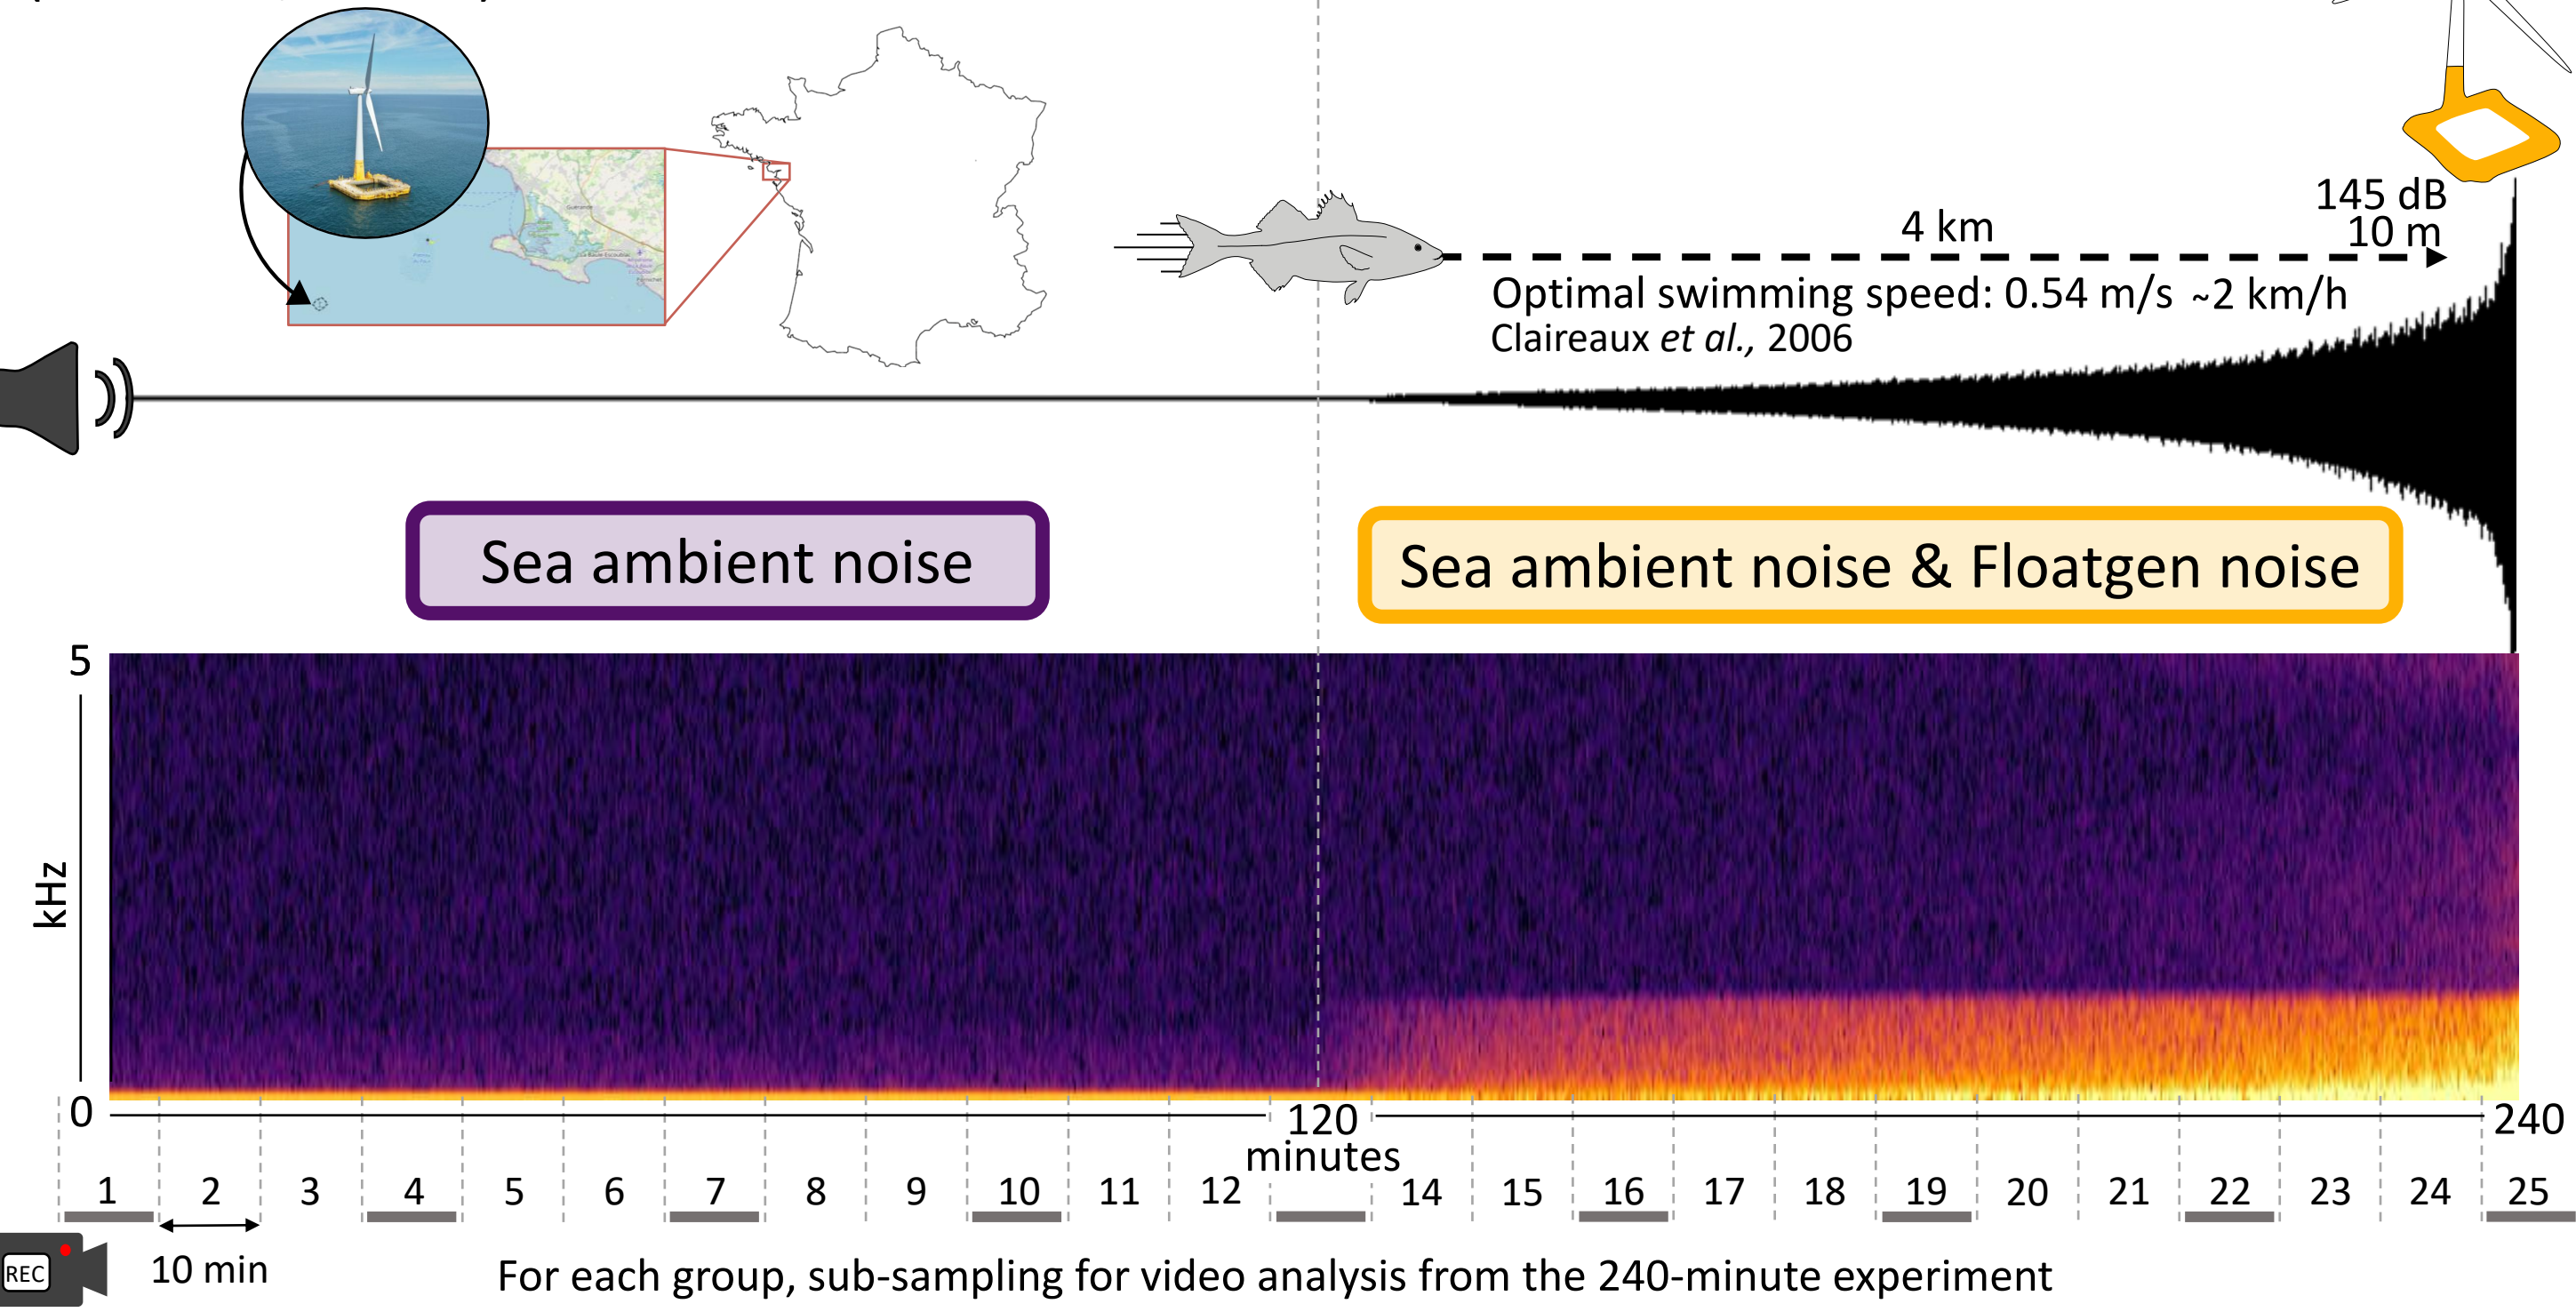 145 dB
4 km
10 m
Optimal swimming speed: 0.54 m/s ~2 km/h
Claireaux et al., 2006
Sea ambient noise
Sea ambient noise & Floatgen noise
5
kHz
0
120
240
minutes
1 2 3 4 5 6 7 8 9 10 11 12 14 15 16 17 18 19 20 21 22 23 24 25
REC
10 min
For each group, sub-sampling for video analysis from the 240-minute experiment